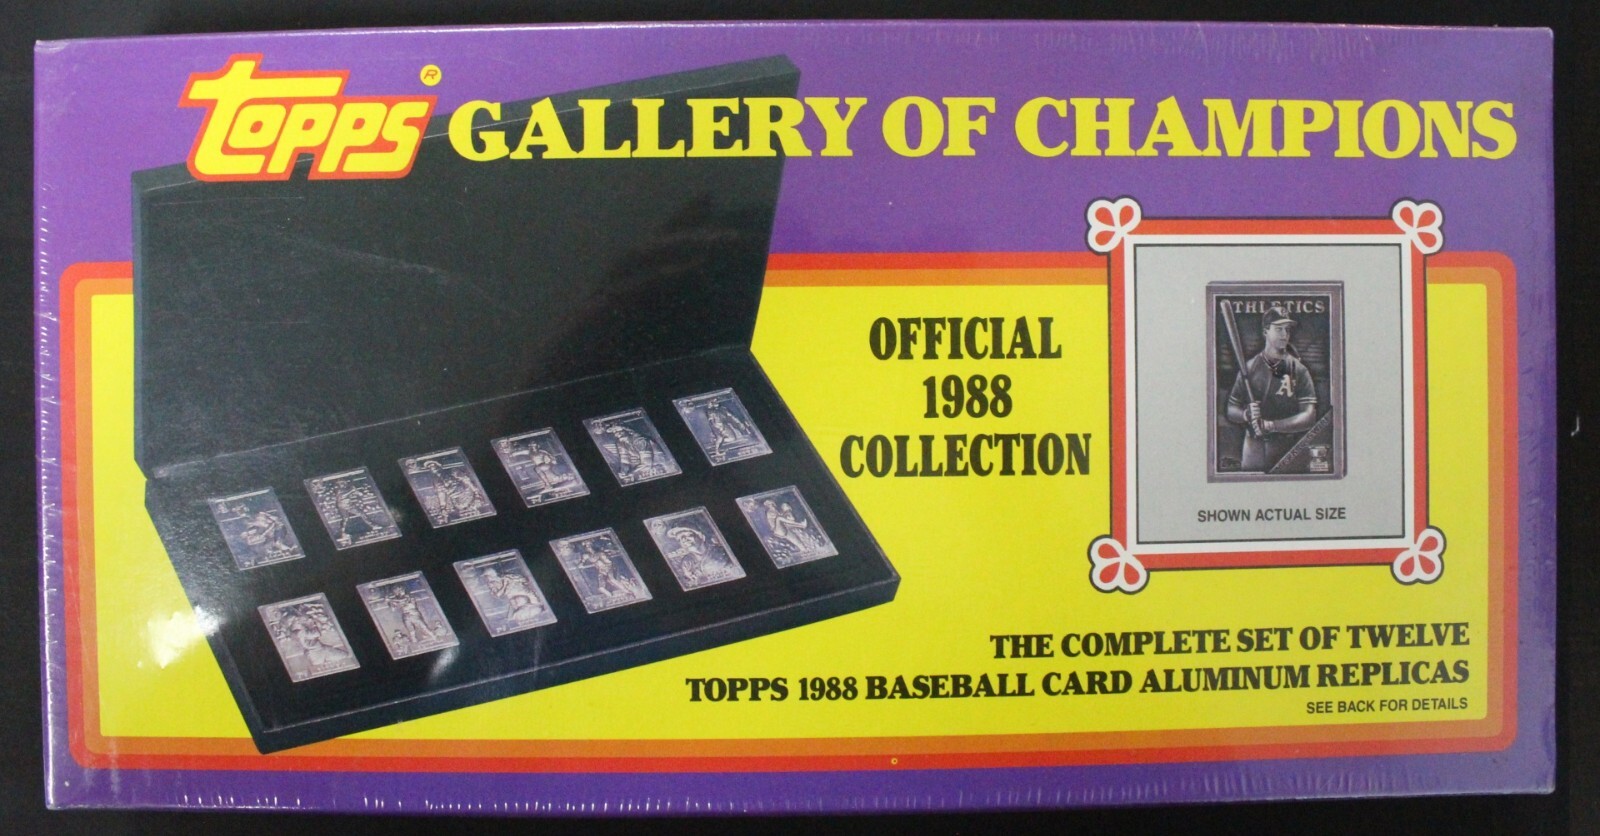 topps® GALLERY OF CHAMPIONS
OFFICIAL
1988
COLLECTION
ATHLETICS
A's
SHOWN ACTUAL SIZE
THE COMPLETE SET OF TWELVE
TOPPS 1988 BASEBALL CARD ALUMINUM REPLICAS
SEE BACK FOR DETAILS
©